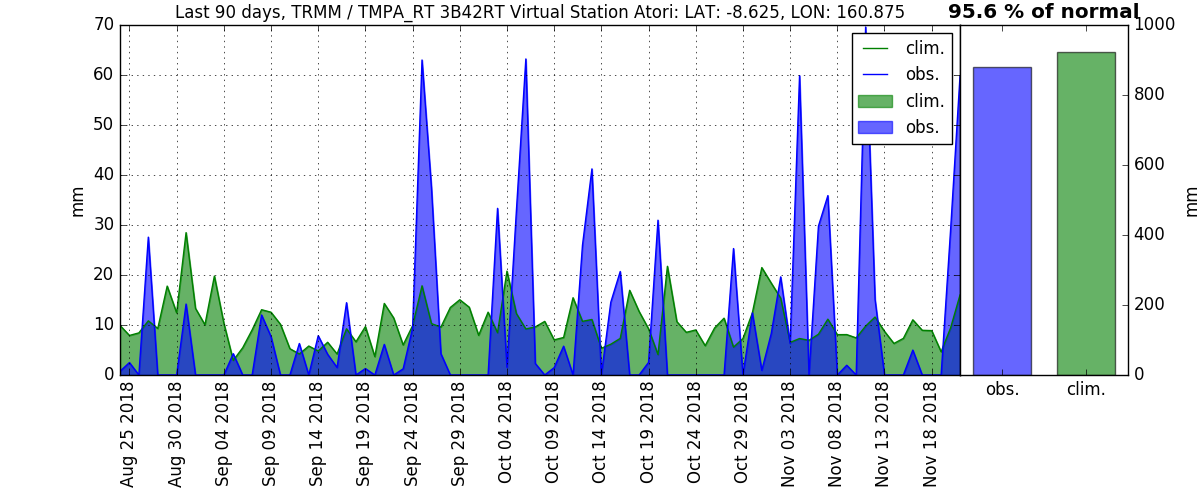 Last 90 days, TRMM / TMPA_RT 3B42RT Virtual Station Atori: LAT: -8.625, LON: 160.875
95.6 % of normal
70
60
50
40
30
20
10
0
mm
clim.
obs.
clim.
obs.
1000
800
600
400
200
0
mm
obs.
clim.
Aug 25 2018
Aug 30 2018
Sep 04 2018
Sep 09 2018
Sep 14 2018
Sep 19 2018
Sep 24 2018
Sep 29 2018
Oct 04 2018
Oct 09 2018
Oct 14 2018
Oct 19 2018
Oct 24 2018
Oct 29 2018
Nov 03 2018
Nov 08 2018
Nov 13 2018
Nov 18 2018